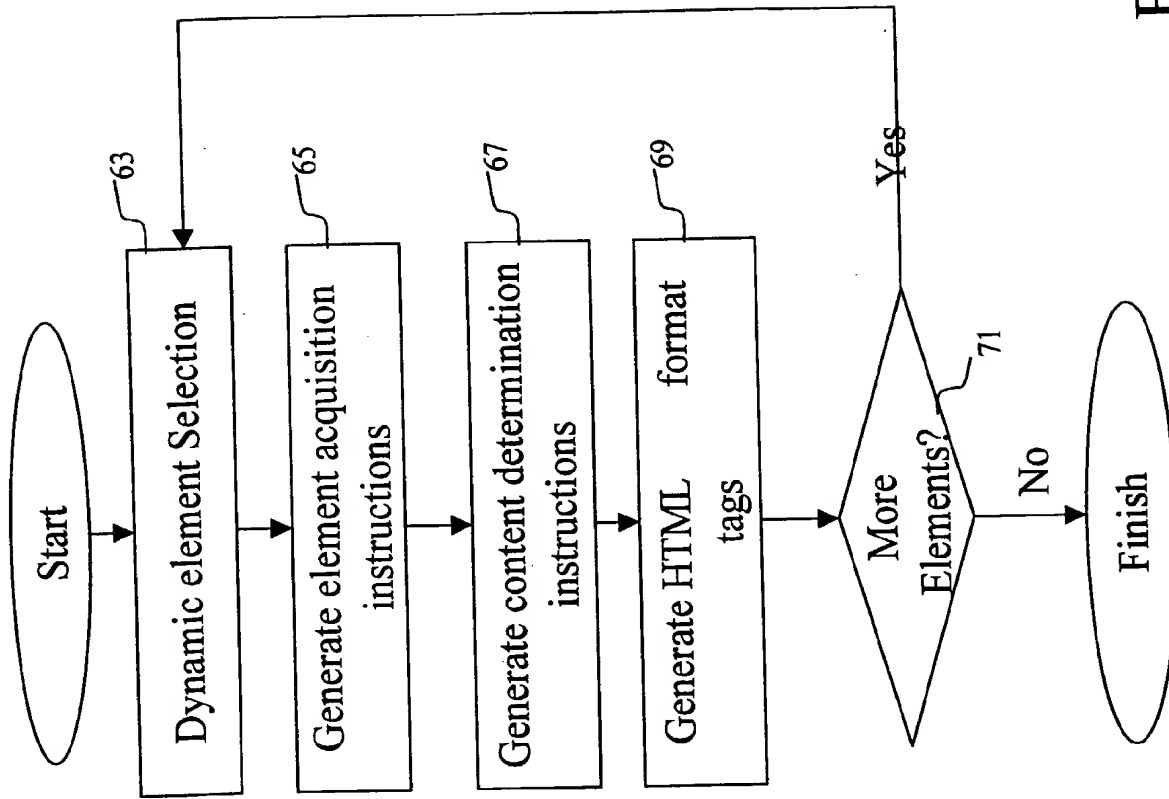 Start
63
Dynamic element Selection
65
Generate element acquisition
instructions
67
Generate content determination
instructions
69
Generate HTML format
tags
More
Elements?
71
Yes
No
Finish